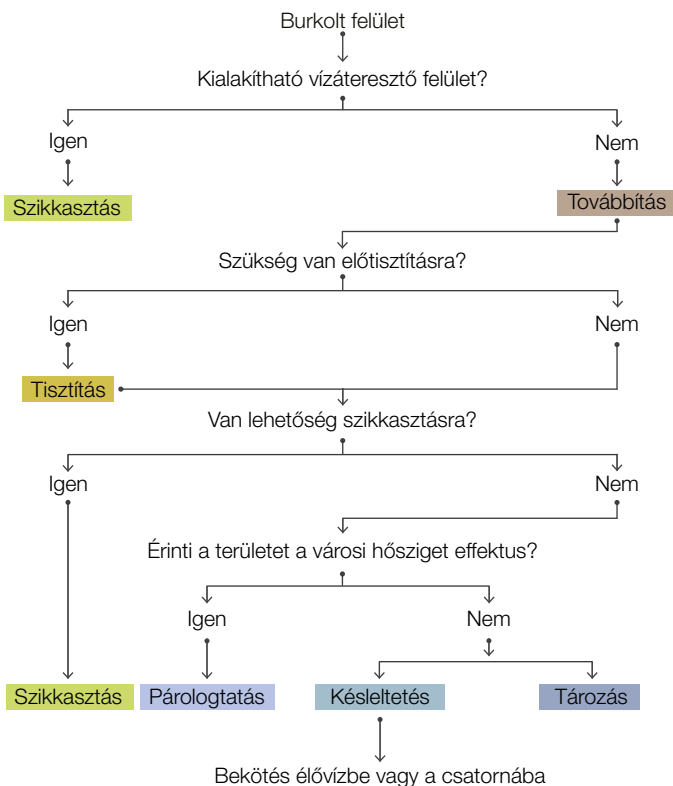 Burkolt felület
Kialakítható vízáteresztő felület?
Igen
Nem
Szikkasztás
Továbbítás
Szükség van előtisztításra?
Igen
Nem
Tisztítás
Van lehetőség szikkasztásra?
Igen
Nem
Érinti a területet a városi hősziget effektus?
Igen
Nem
Szikkasztás
Párologtatás
Késleltetés
Tározás
Bekötés élővízbe vagy a csatornába